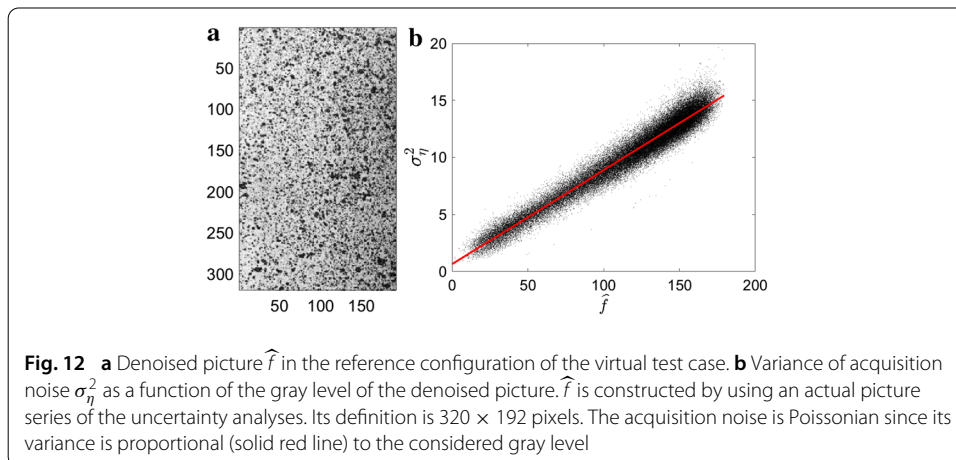 a
50
100
150
200
250
300
50 100 150
b
20
15
10
5
0
σ²η
0 50 100 150 200
f̂
Fig. 12 a Denoised picture f̂ in the reference configuration of the virtual test case. b Variance of acquisition
noise σ²η as a function of the gray level of the denoised picture. f̂ is constructed by using an actual picture
series of the uncertainty analyses. Its definition is 320 × 192 pixels. The acquisition noise is Poissonian since its
variance is proportional (solid red line) to the considered gray level